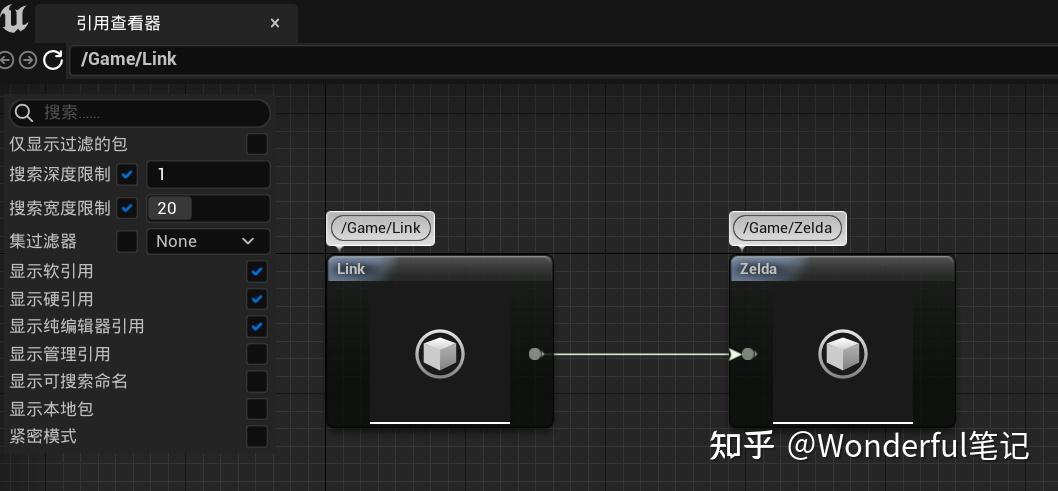 引用查看器
/Game/Link
搜索......
仅显示过滤的包
搜索深度限制 1
搜索宽度限制 20
集过滤器 None
显示软引用
显示硬引用
显示纯编辑器引用
显示管理引用
显示可搜索命名
显示本地包
紧密模式
/Game/Link
Link
/Game/Zelda
Zelda
知乎 @Wonderful笔记